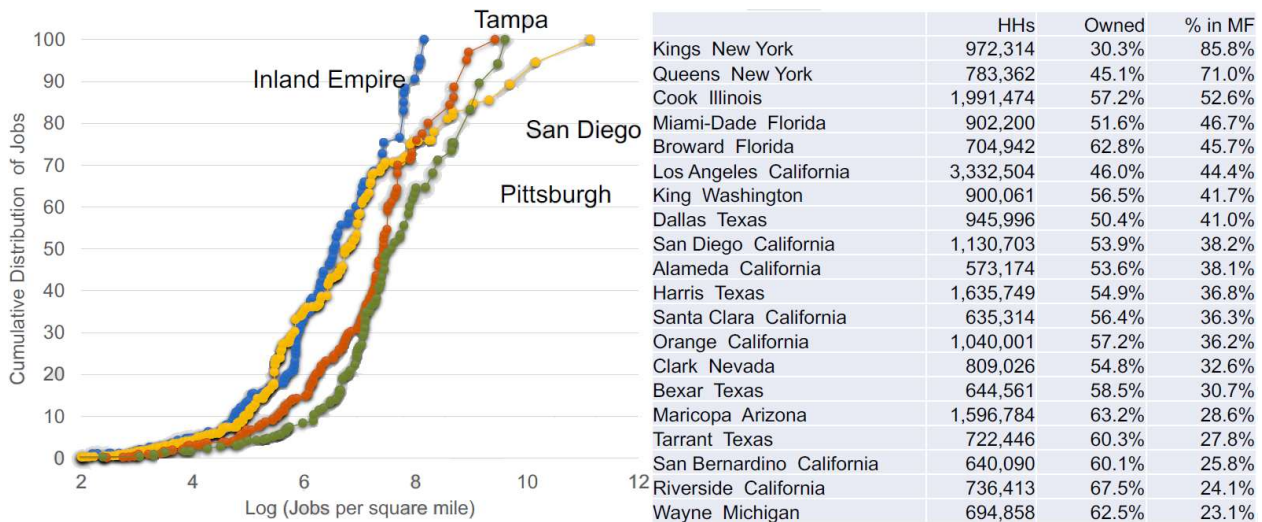 Tampa
100
90
Inland Empire
80
San Diego
70
Pittsburgh
60
50
40
30
20
10
0
2 4 6 8 10 12
Cumulative Distribution of Jobs
Log (Jobs per square mile)
HHs Owned % in MF
Kings New York 972,314 30.3% 85.8%
Queens New York 783,362 45.1% 71.0%
Cook Illinois 1,991,474 57.2% 52.6%
Miami-Dade Florida 902,200 51.6% 46.7%
Broward Florida 704,942 62.8% 45.7%
Los Angeles California 3,332,504 46.0% 44.4%
King Washington 900,061 56.5% 41.7%
Dallas Texas 945,996 50.4% 41.0%
San Diego California 1,130,703 53.9% 38.2%
Alameda California 573,174 53.6% 38.1%
Harris Texas 1,635,749 54.9% 36.8%
Santa Clara California 635,314 56.4% 36.3%
Orange California 1,040,001 57.2% 36.2%
Clark Nevada 809,026 54.8% 32.6%
Bexar Texas 644,561 58.5% 30.7%
Maricopa Arizona 1,596,784 63.2% 28.6%
Tarrant Texas 722,446 60.3% 27.8%
San Bernardino California 640,090 60.1% 25.8%
Riverside California 736,413 67.5% 24.1%
Wayne Michigan 694,858 62.5% 23.1%